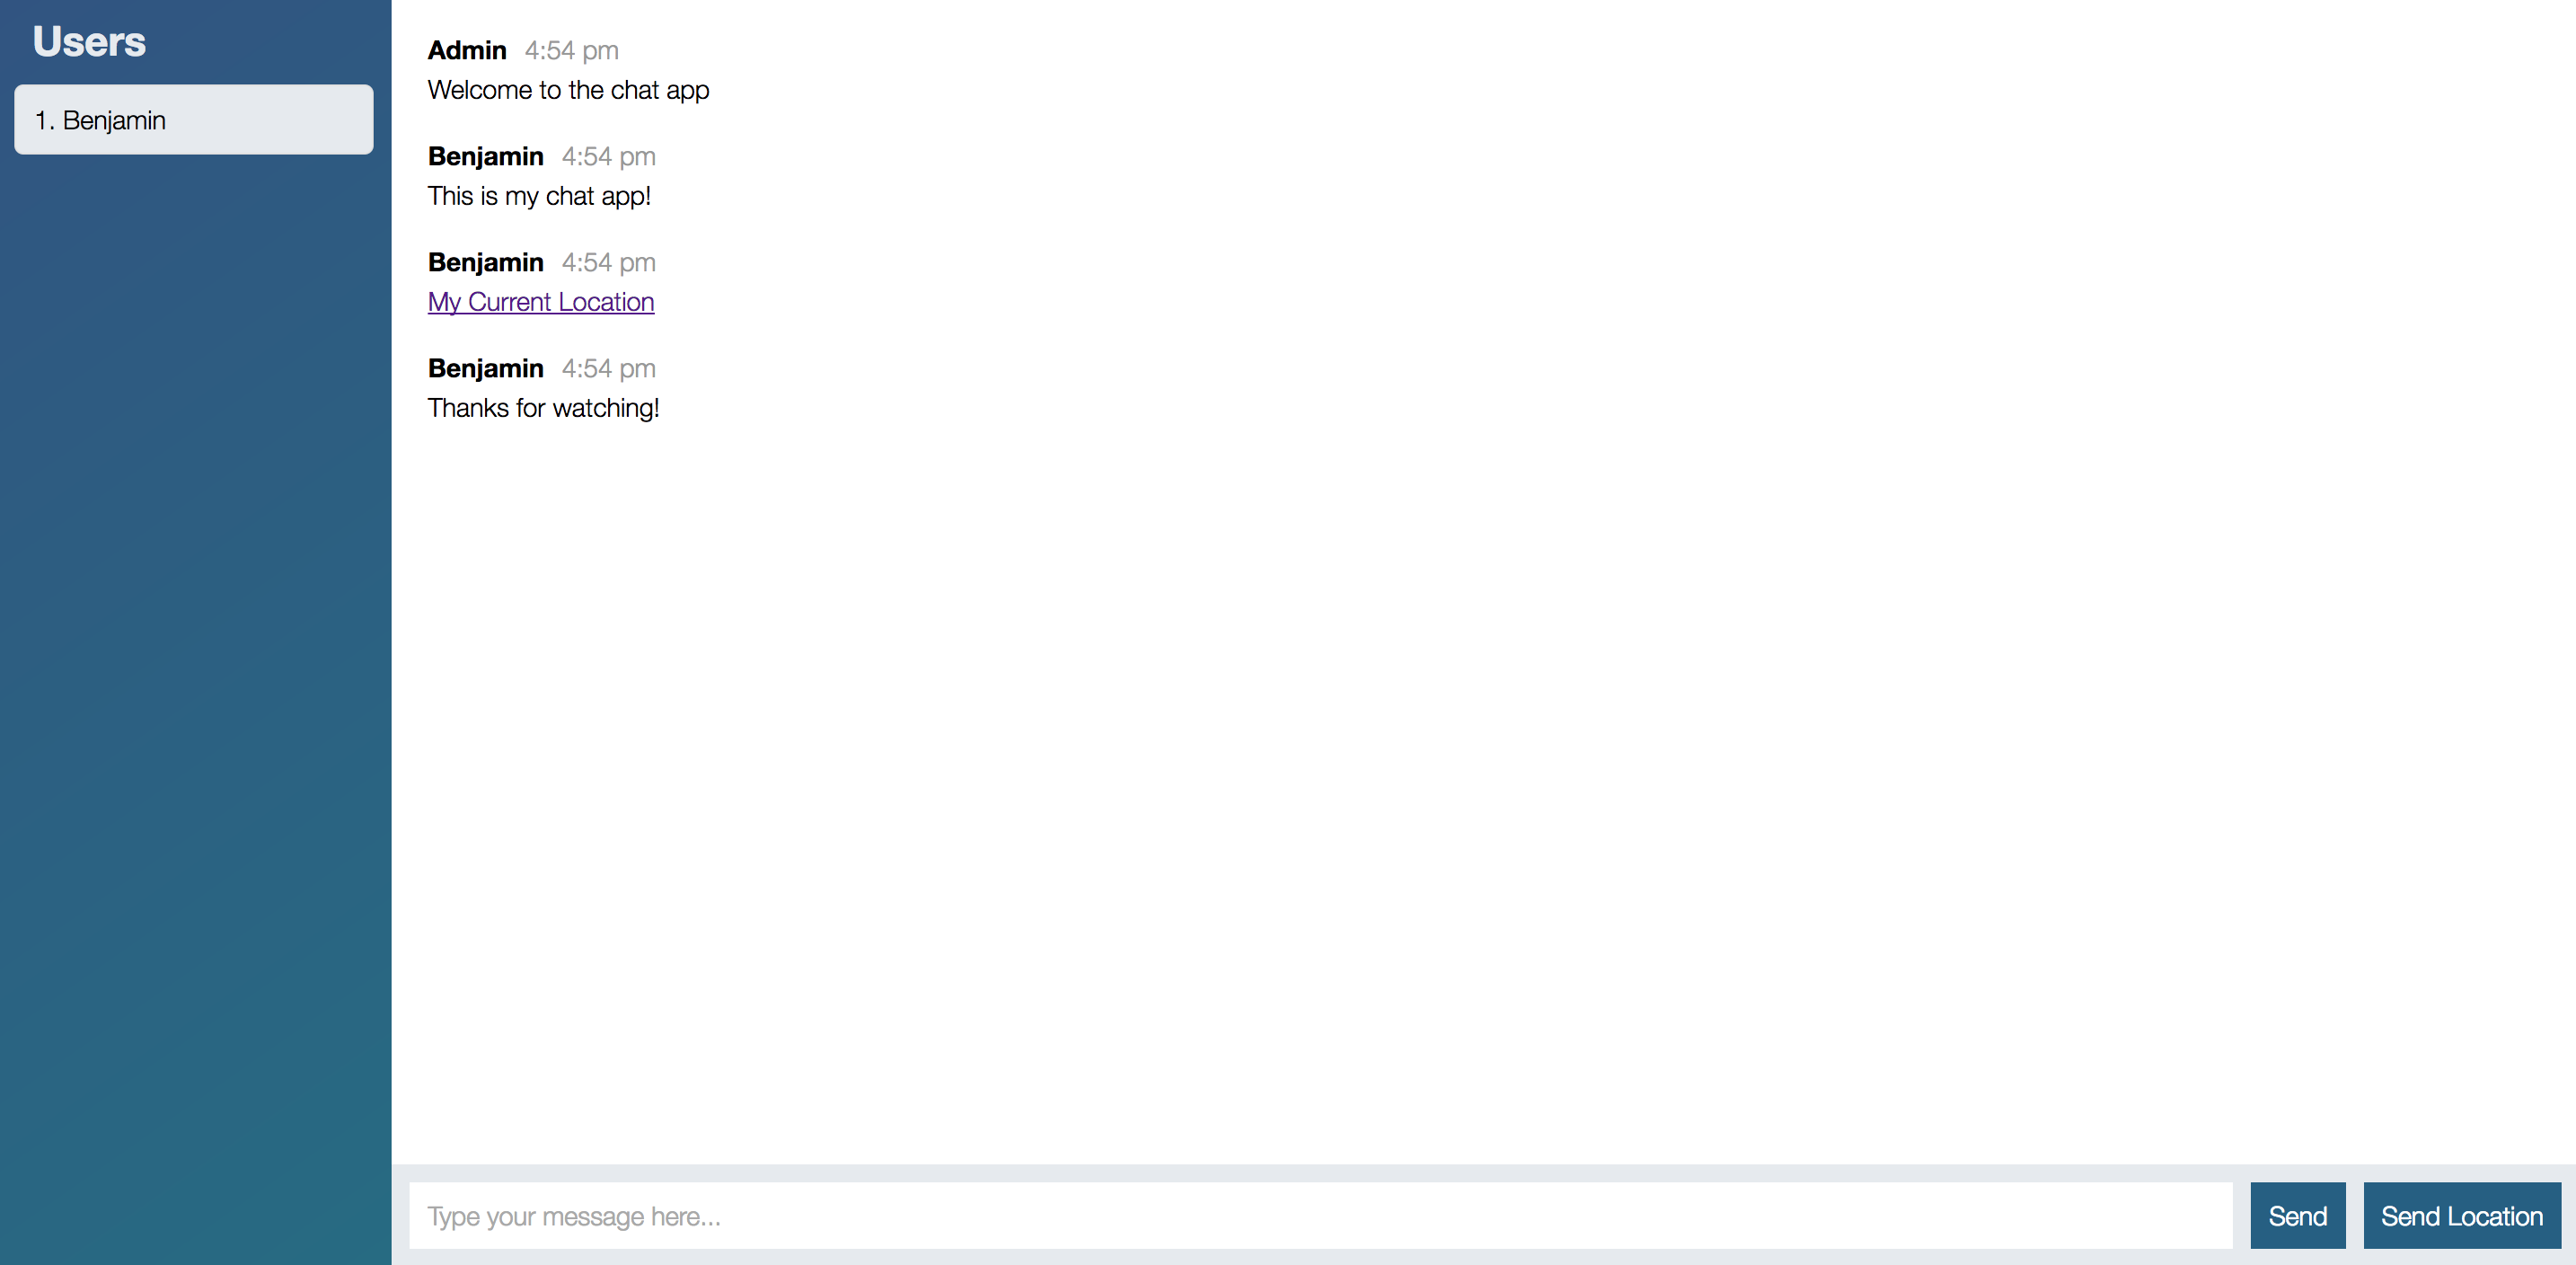 Users
1. Benjamin
Admin 4:54 pm
Welcome to the chat app
Benjamin 4:54 pm
This is my chat app!
Benjamin 4:54 pm
My Current Location
Benjamin 4:54 pm
Thanks for watching!
Type your message here...
Send
Send Location